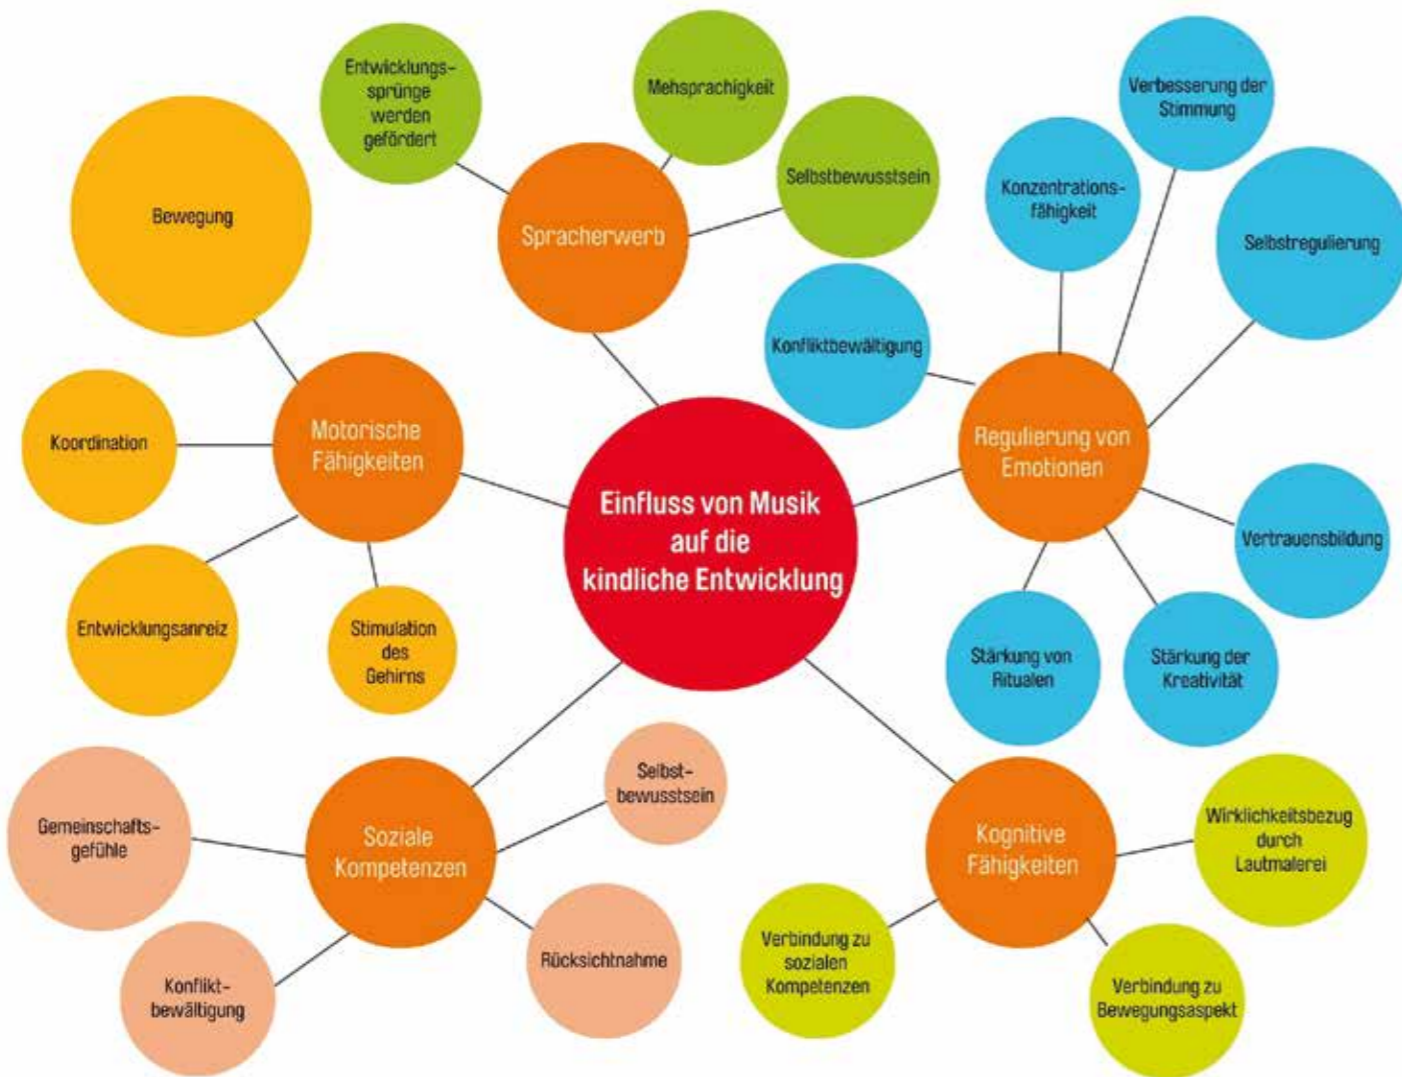 Entwicklungs-
sprünge
werden
gefördert
Mehsprachigkeit
Selbstbewusstsein
Spracherwerb
Verbesserung der
Stimmung
Konzentrations-
fähigkeit
Selbstregulierung
Konfliktbewältigung
Regulierung von
Emotionen
Vertrauensbildung
Stärkung von
Ritualen
Stärkung der
Kreativität
Bewegung
Koordination
Motorische
Fähigkeiten
Entwicklungsanreiz
Stimulation
des
Gehirns
Einfluss von Musik
auf die
kindliche Entwicklung
Gemeinschafts-
gefühle
Soziale
Kompetenzen
Selbst-
bewusstsein
Konflikt-
bewältigung
Rücksichtnahme
Kognitive
Fähigkeiten
Wirklichkeitsbezug
durch
Lautmalerei
Verbindung zu
sozialen
Kompetenzen
Verbindung zu
Bewegungsaspekt